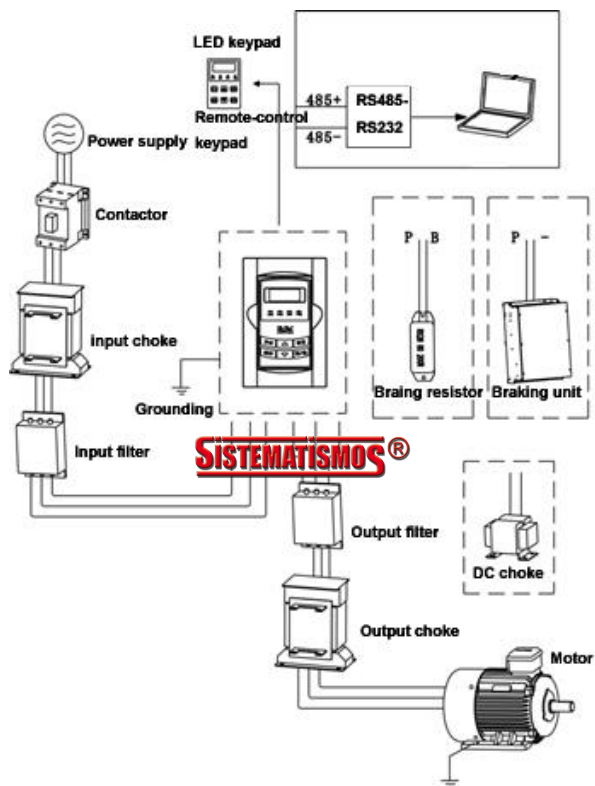 LED keypad
485+
RS485-
RS232
485-
Remote-control
keypad
Power supply
Contactor
P B
P -
input choke
Braing resistor
Braking unit
Grounding
Input filter
SISTEMATISMOS®
Output filter
DC choke
Output choke
Motor